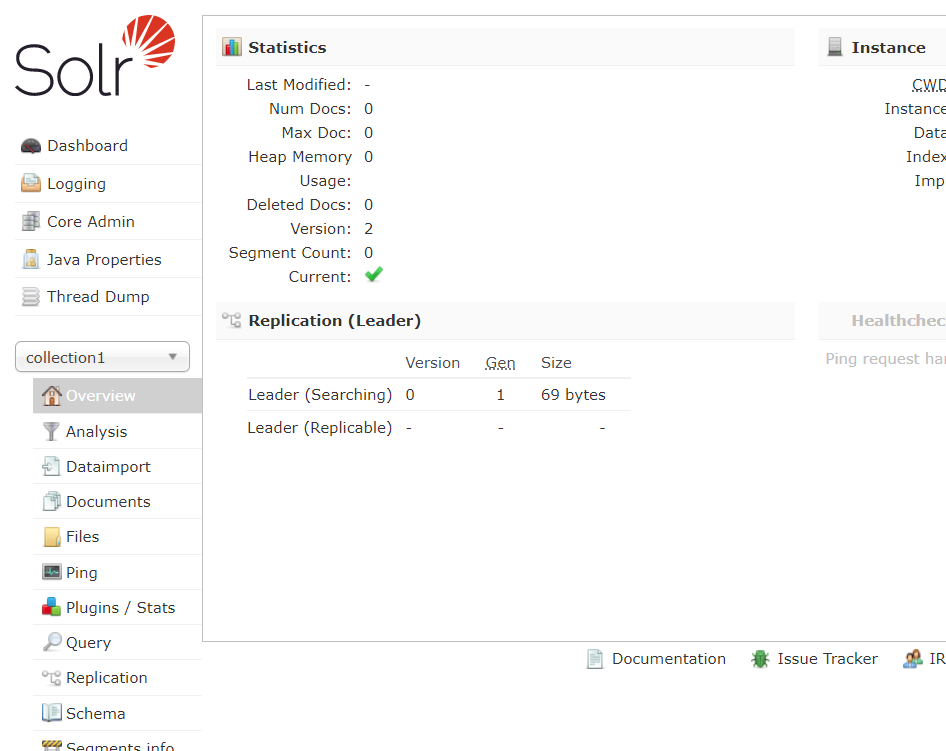 Solr
Dashboard
Logging
Core Admin
Java Properties
Thread Dump
collection1
Overview
Analysis
Dataimport
Documents
Files
Ping
Plugins / Stats
Query
Replication
Schema
Segments info
Statistics
Last Modified: -
Num Docs: 0
Max Doc: 0
Heap Memory Usage: 0
Deleted Docs: 0
Version: 2
Segment Count: 0
Current:
Replication (Leader)
Version Gen Size
Leader (Searching) 0 1 69 bytes
Leader (Replicable) - - -
Instance
CWD
Instance
Data
Index
Imp
Healthchec
Ping request ha
Documentation Issue Tracker IR